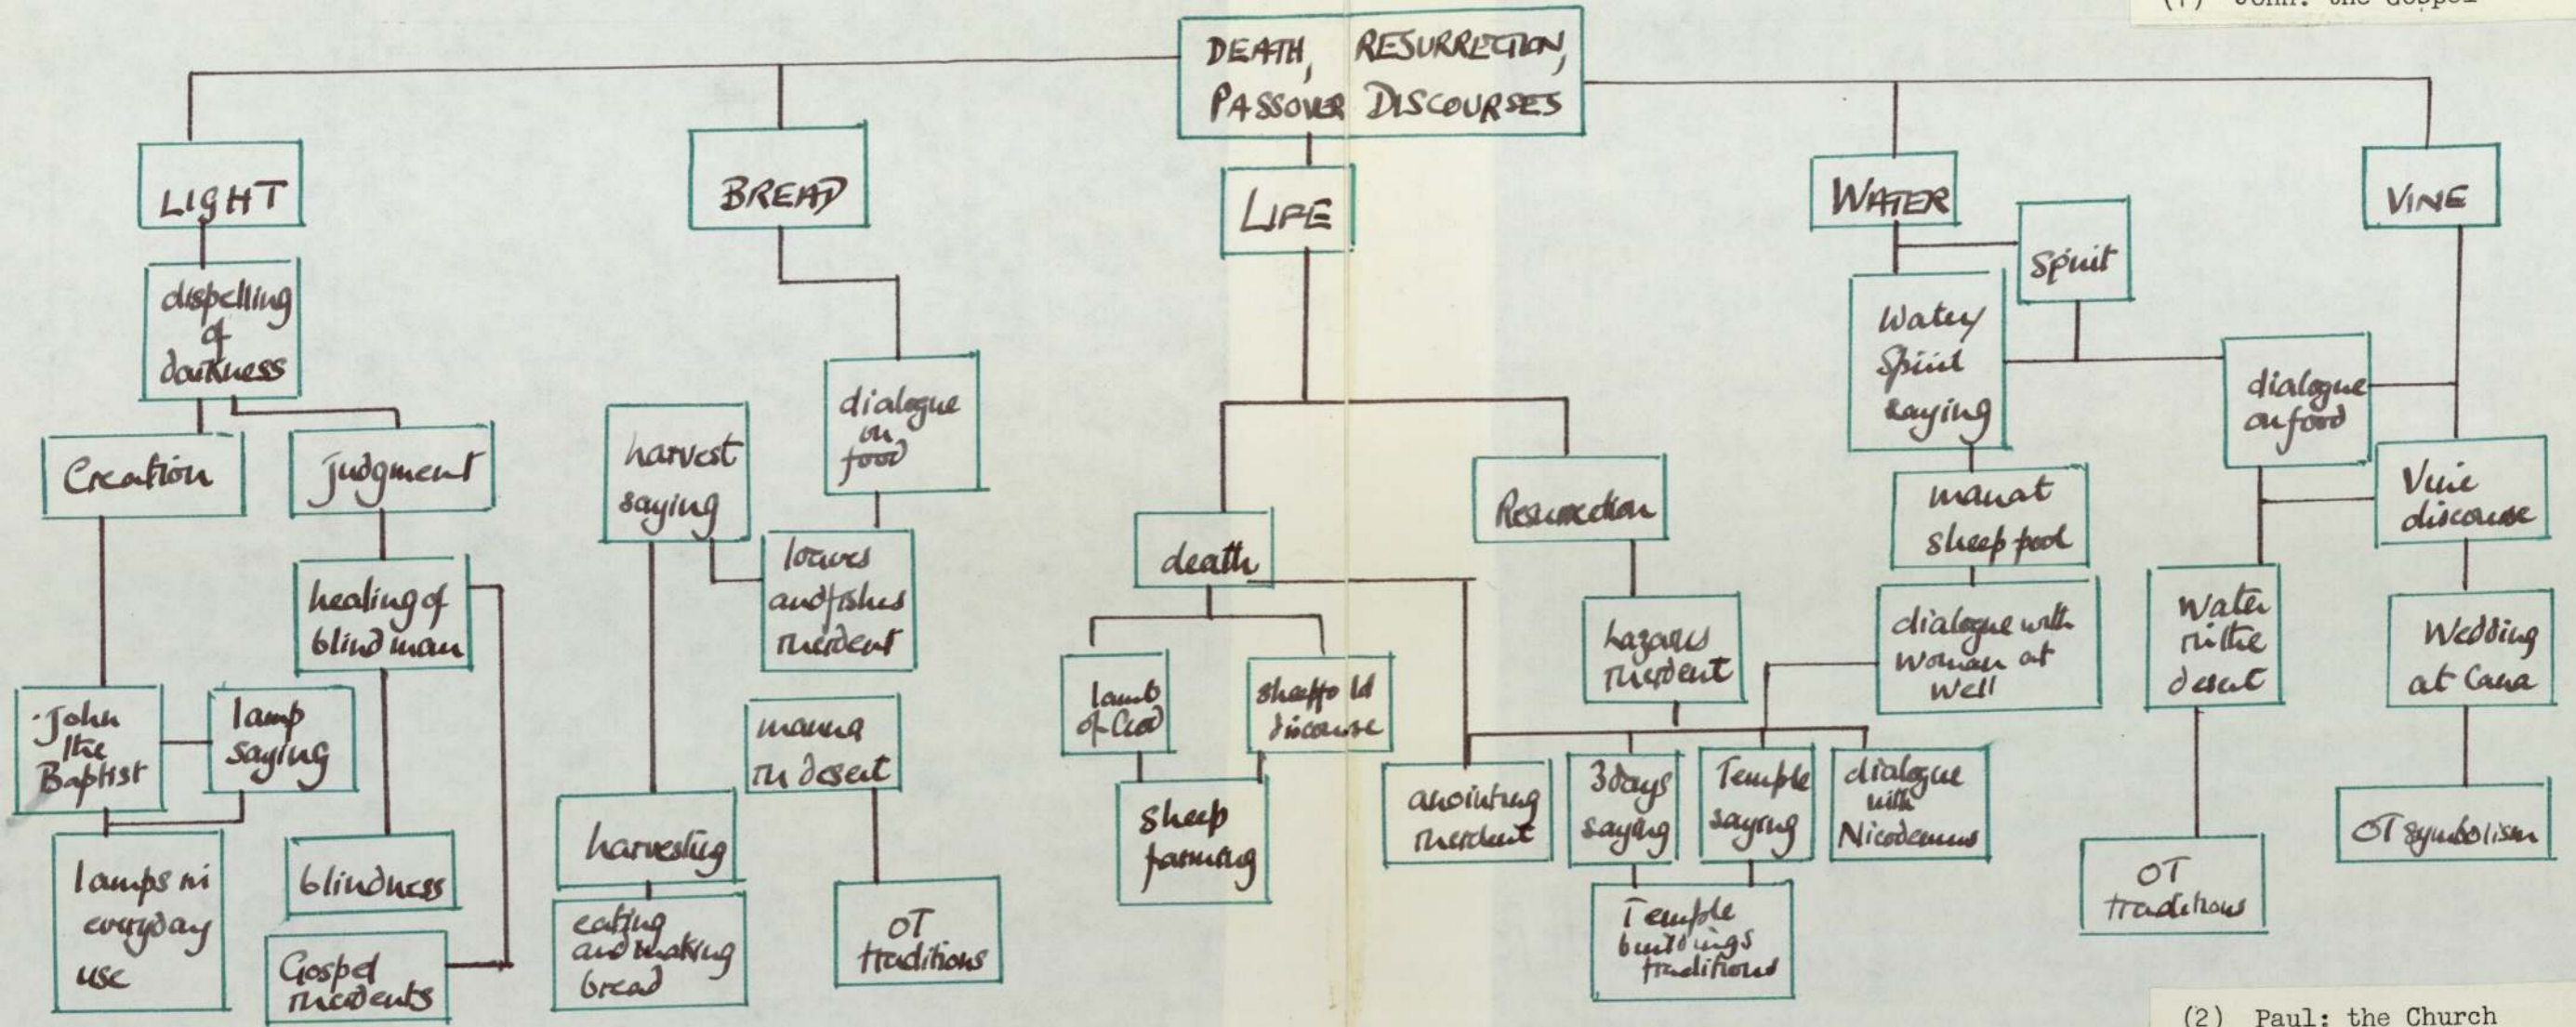 (1) John: the Gospel
DEATH, RESURRECTION,
PASSOVER DISCOURSES
LIGHT
BREAD
LIFE
WATER
VINE
Spirit
dispelling
of
darkness
Water/
Spirit
saying
dialogue
on food
dialogue
on
food
harvest
saying
Creation
judgment
Vine
discourse
Resurrection
man at
sheep pool
death
loaves
and fishes
incident
healing of
blind man
dialogue with
woman at
well
Water
in the
desert
Wedding
at Cana
Lazarus
incident
lamb
of God
sheepfold
discourse
John
the
Baptist
lamp
saying
manna
in desert
anointing
incident
3 days
saying
Temple
saying
dialogue
with
Nicodemus
sheep
farming
harvesting
OT symbolism
lamps in
everyday
use
blindness
OT
traditions
eating
and making
bread
OT
traditions
Temple
buildings
traditions
Gospel
incidents
(2) Paul: the Church